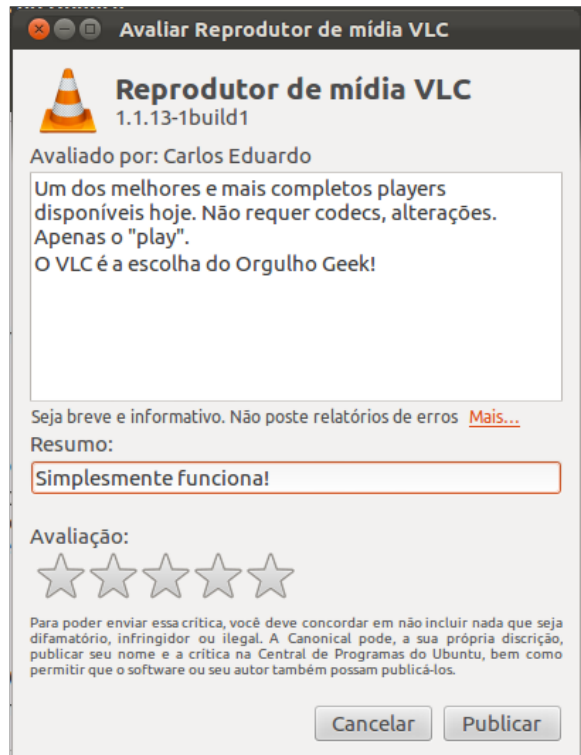 Avaliar Reprodutor de mídia VLC
Reprodutor de mídia VLC
1.1.13-1build1
Avaliado por: Carlos Eduardo
Um dos melhores e mais completos players
disponíveis hoje. Não requer codecs, alterações.
Apenas o "play".
O VLC é a escolha do Orgulho Geek!
Seja breve e informativo. Não poste relatórios de erros Mais...
Resumo:
Simplesmente funciona!
Avaliação:
Para poder enviar essa crítica, você deve concordar em não incluir nada que seja
difamatório, infringidor ou ilegal. A Canonical pode, a sua própria discrição,
publicar seu nome e a crítica na Central de Programas do Ubuntu, bem como
permitir que o software ou seu autor também possam publicá-los.
Cancelar Publicar